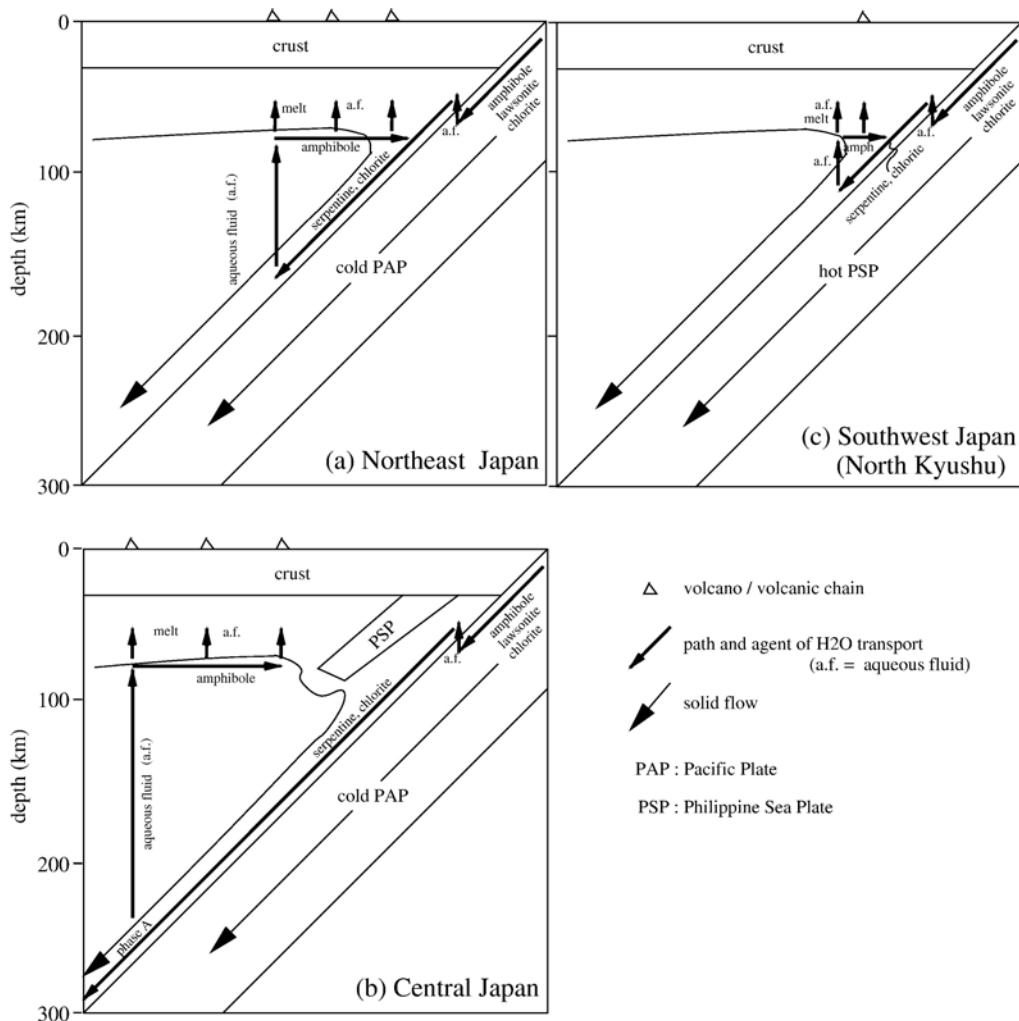 0
crust
melt
a.f.
amphibole
lawsonite
chlorite
a.f.
amphibole
100
serpentine, chlorite
aqueous fluid (a.f.)
depth (km)
cold PAP
200
(a) Northeast Japan
300
crust
a.f.
melt
amphibole
lawsonite
chlorite
a.f.
amph
a.f.
serpentine, chlorite
hot PSP
(c) Southwest Japan
(North Kyushu)
0
crust
PSP
melt
a.f.
amphibole
lawsonite
chlorite
a.f.
amphibole
100
serpentine, chlorite
aqueous fluid (a.f.)
depth (km)
cold PAP
200
phase A
(b) Central Japan
300
volcano / volcanic chain
path and agent of H2O transport
(a.f. = aqueous fluid)
solid flow
PAP : Pacific Plate
PSP : Philippine Sea Plate